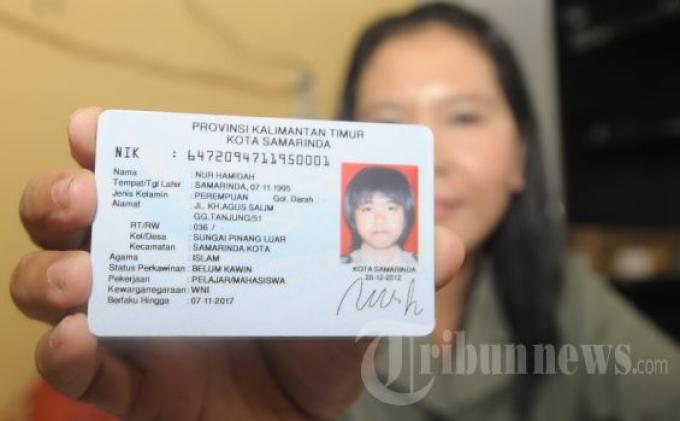 PROVINSI KALIMANTAN TIMUR
KOTA SAMARINDA
NIK : 6472094711950001
Nama : NUR HAMIDAH
Tempat/Tgl Lahir : SAMARINDA, 07-11-1995
Jenis Kelamin : PEREMPUAN Gol. Darah : -
Alamat : JL. KH.AGUS SALIM
GG.TANJUNG/51
RT/RW : 036 /
Kel/Desa : SUNGAI PINANG LUAR
Kecamatan : SAMARINDA KOTA
Agama : ISLAM
Status Perkawinan : BELUM KAWIN
Pekerjaan : PELAJAR/MAHASISWA
Kewarganegaraan : WNI
Berlaku Hingga : 07-11-2017
KOTA SAMARINDA
26-12-2012
Tribunnews.com